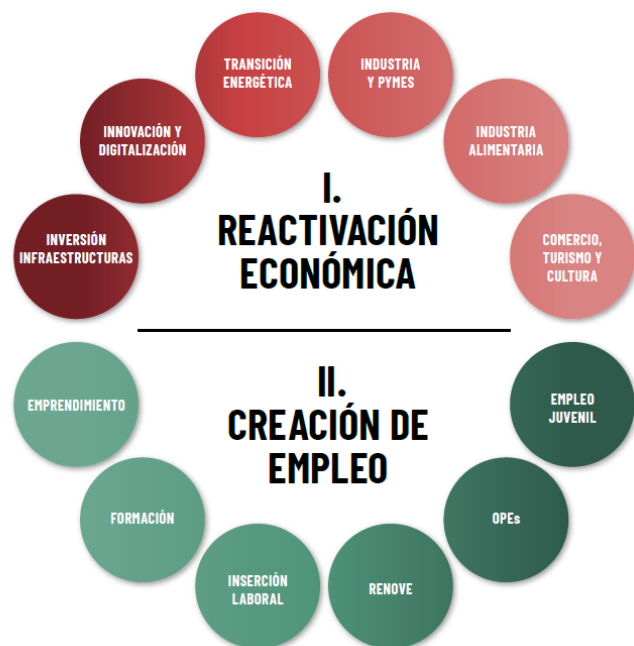 TRANSICIÓN
ENERGÉTICA
INDUSTRIA
Y PYMES
INNOVACIÓN Y
DIGITALIZACIÓN
INDUSTRIA
ALIMENTARIA
INVERSIÓN
INFRAESTRUCTURAS
COMERCIO,
TURISMO Y
CULTURA
I.
REACTIVACIÓN
ECONÓMICA
II.
CREACIÓN DE
EMPLEO
EMPRENDIMIENTO
EMPLEO
JUVENIL
FORMACIÓN
OPEs
INSERCIÓN
LABORAL
RENOVE